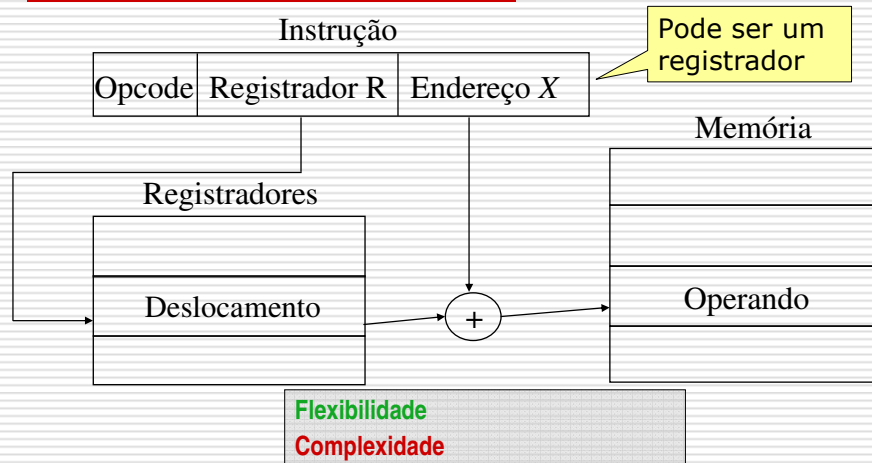 Instrução
Pode ser um
registrador
Opcode Registrador R Endereço X
Memória
Registradores
Deslocamento
+
Operando
Flexibilidade
Complexidade